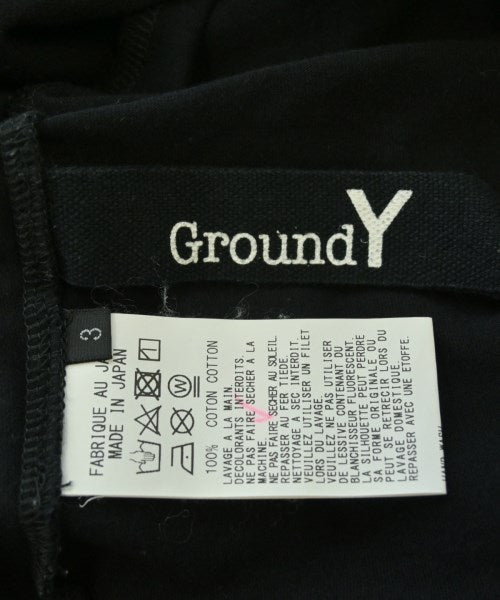 Ground Y
3
FABRIQUE AU JA
MADE IN JAPAN
W
100% COTON COTTON
LAVAGE A LA MAIN.
DECOLORANTS INTERDITS.
NE PAS FAIRE SECHER A LA
MACHINE.
NE PAS FAIRE SECHER AU SOLEIL
REPASSER AU FER TIEDE.
NETTOYAGE A SEC INTERDIT.
VEUILLEZ UTILISER UN FILET
LORS DU LAVAGE.
VEUILLEZ NE PAS UTILISER
DE LESSIVE CONTENANT DU
BLANCHISSEUR FLUORESCENT.
LA SILHOUETTE PEUT PERDRE
SA FORME ORIGINALE OU
PEUT SE RETRECIR LORS DU
LAVAGE DOMESTIQUE.
REPASSER AVEC UNE ETOFFE.